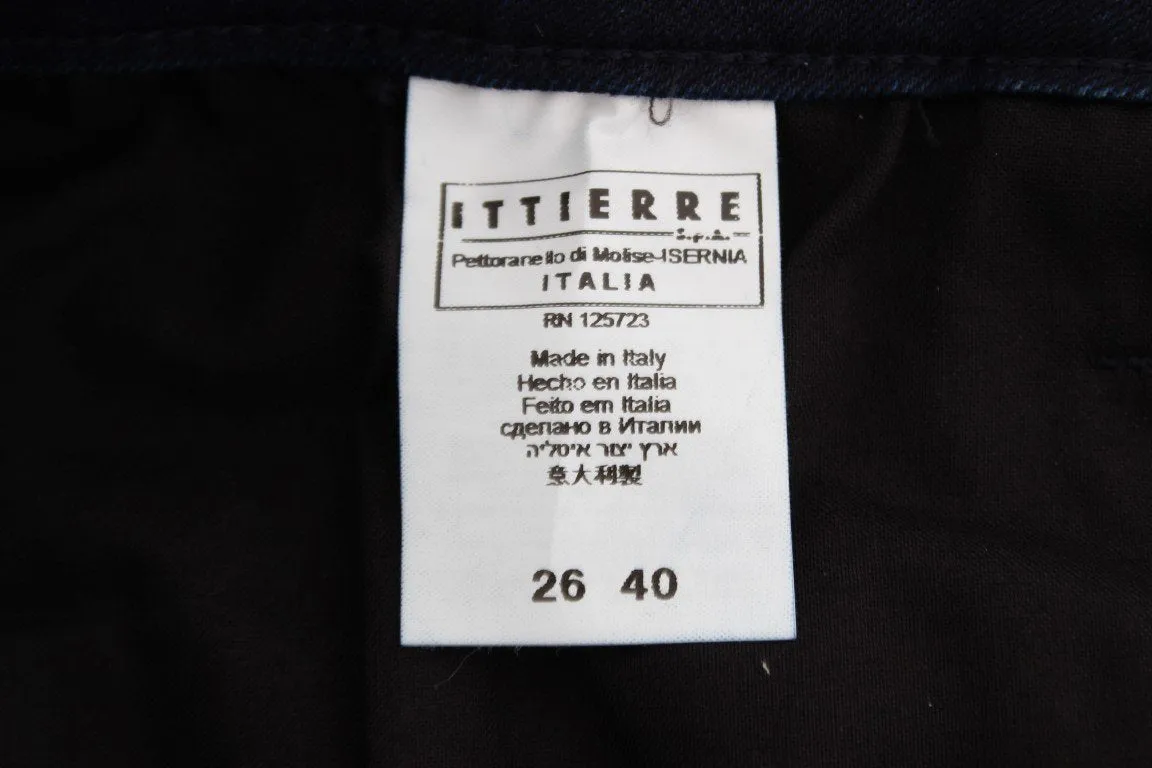 ITTIERRE
S.p.A.
Pettoranello di Molise-ISERNIA
ITALIA
RN 125723
Made in Italy
Hecho en Italia
Feito em Italia
сделано в Италии
ארץ יצור איטליה
意大利製
26 40